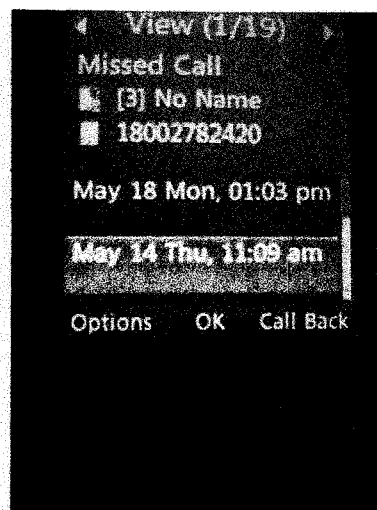 View (1/19)
Missed Call
[3] No Name
18002782420
May 18 Mon, 01:03 pm
May 14 Thu, 11:09 am
Options OK Call Back